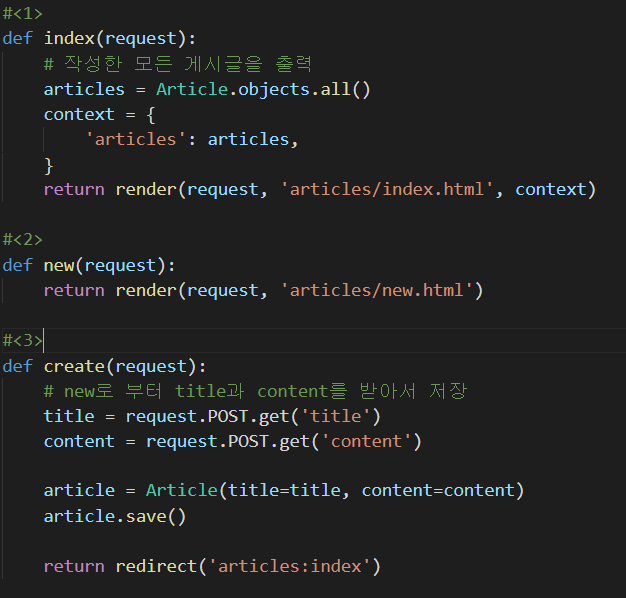 #<1>
def index(request):
    # 작성한 모든 게시글을 출력
    articles = Article.objects.all()
    context = {
        'articles': articles,
    }
    return render(request, 'articles/index.html', context)

#<2>
def new(request):
    return render(request, 'articles/new.html')

#<3>
def create(request):
    # new로 부터 title과 content를 받아서 저장
    title = request.POST.get('title')
    content = request.POST.get('content')

    article = Article(title=title, content=content)
    article.save()

    return redirect('articles:index')